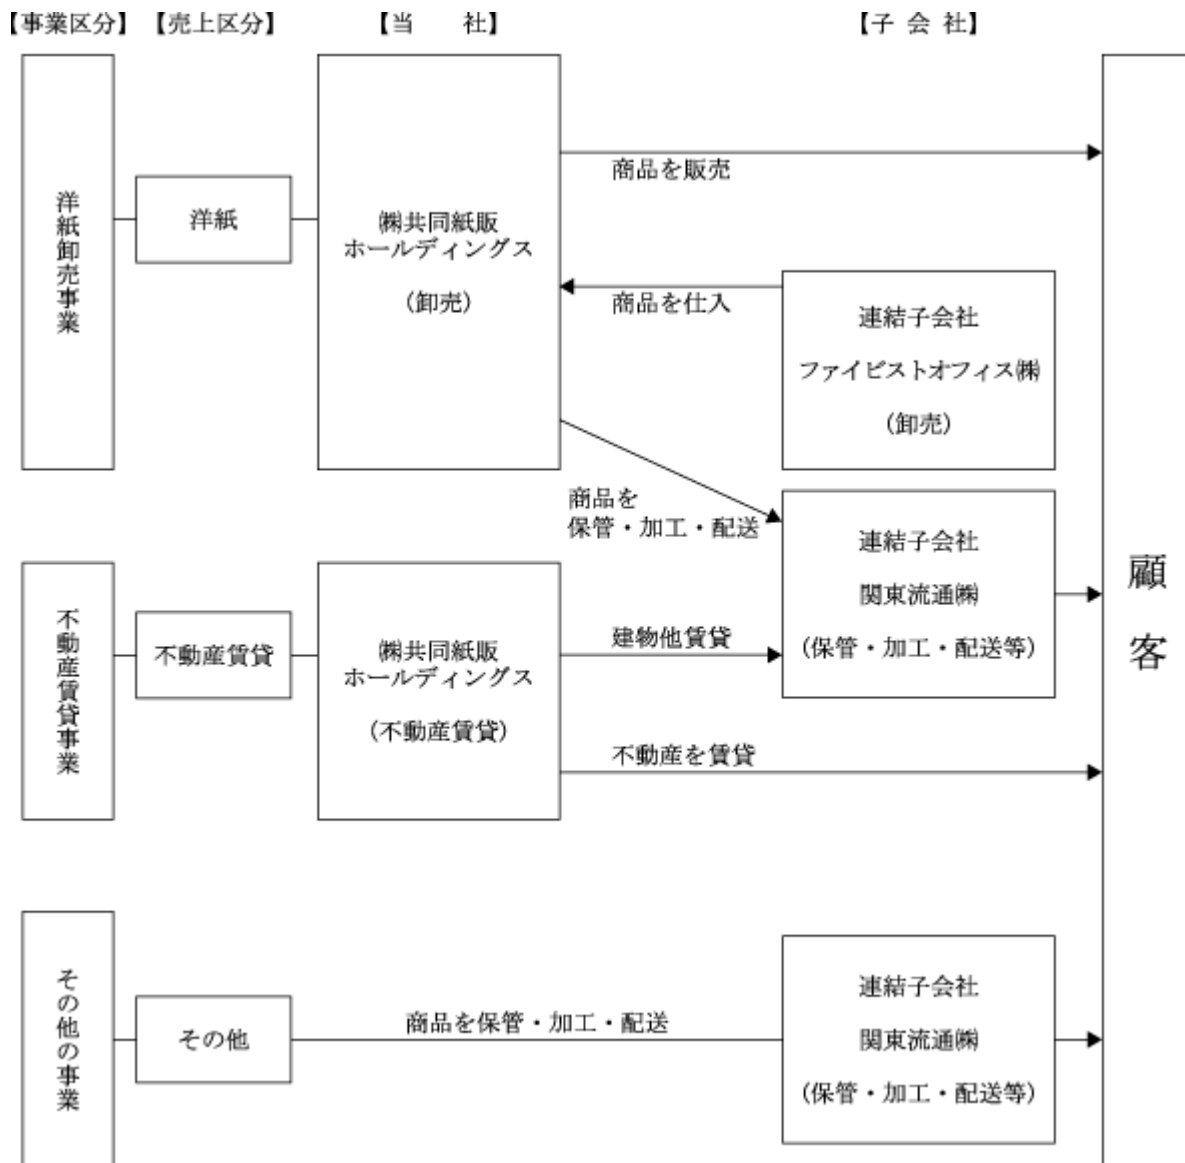 【事業区分】 【売上区分】 【当　　社】 【子 会 社】
洋紙卸売事業
洋紙
㈱共同紙販
ホールディングス
(卸売)
商品を販売
商品を仕入
連結子会社
ファイビストオフィス㈱
(卸売)
商品を
保管・加工・配送
連結子会社
関東流通㈱
(保管・加工・配送等)
顧客
不動産賃貸事業
不動産賃貸
㈱共同紙販
ホールディングス
(不動産賃貸)
建物他賃貸
不動産を賃貸
その他の事業
その他
商品を保管・加工・配送
連結子会社
関東流通㈱
(保管・加工・配送等)